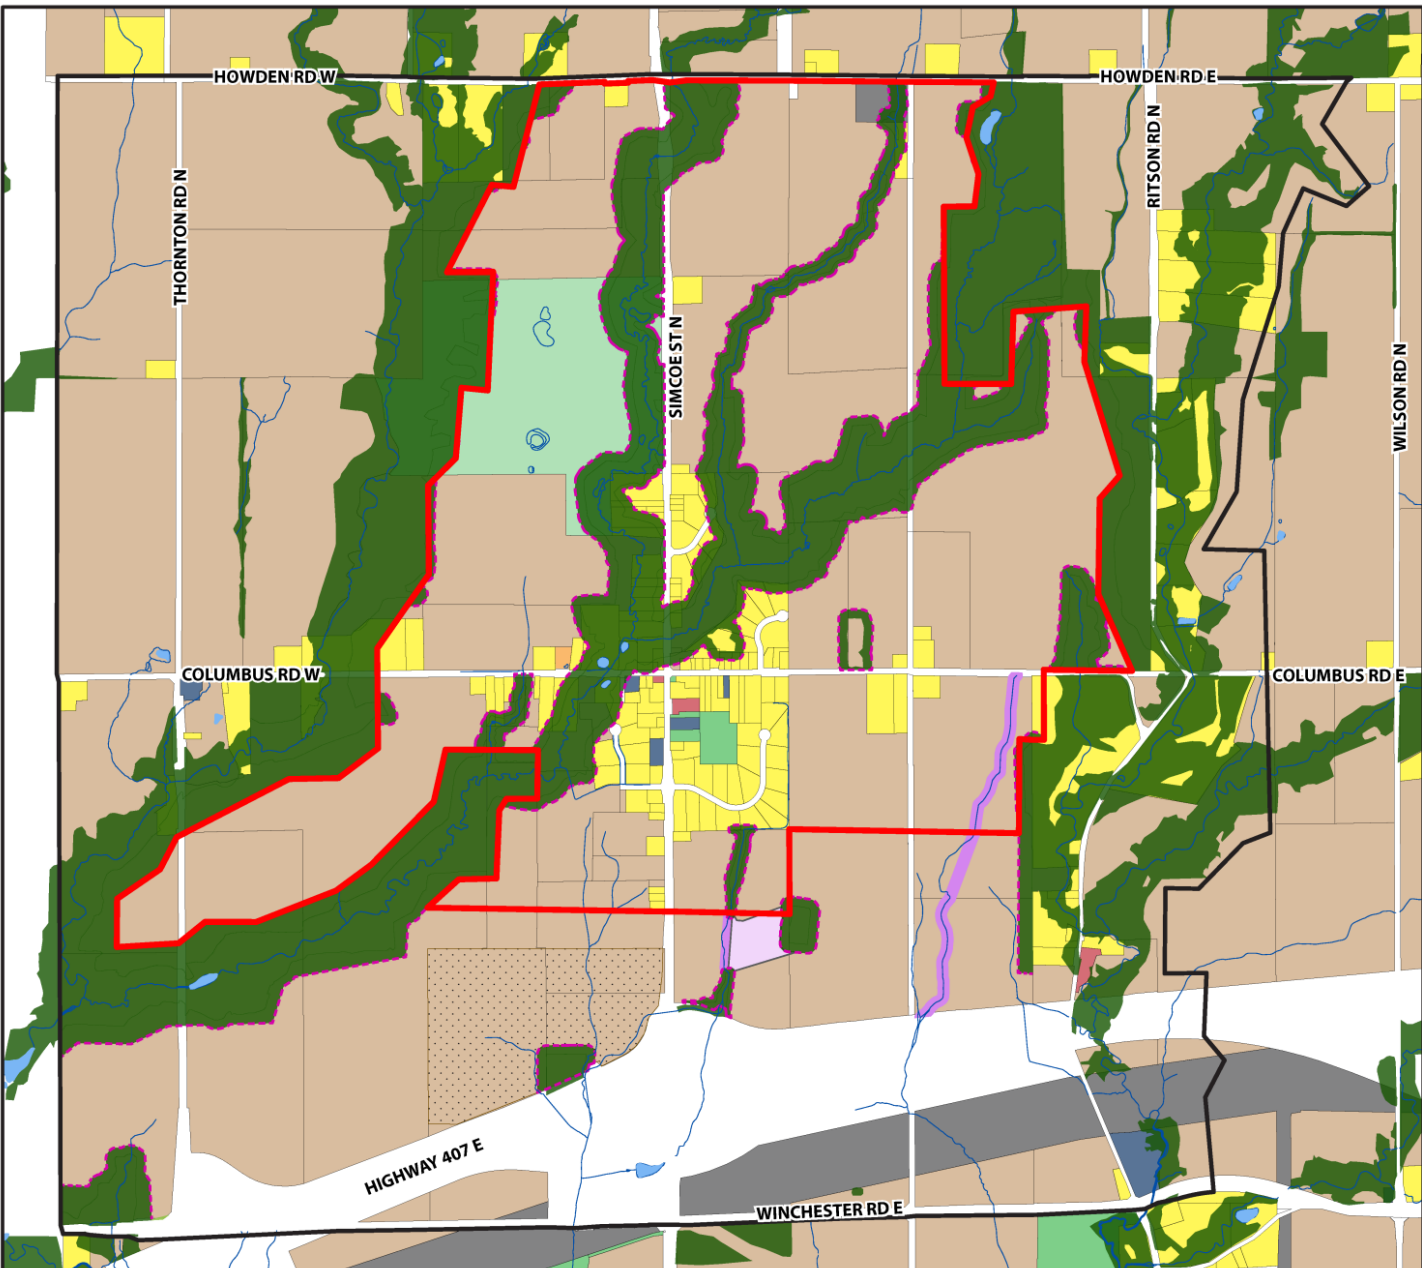 HOWDEN RD W
HOWDEN RD E
RITSON RD N
THORNTON RD N
SIMCOE ST N
WILSON RD N
COLUMBUS RD W
COLUMBUS RD E
HIGHWAY 407 E
WINCHESTER RD E